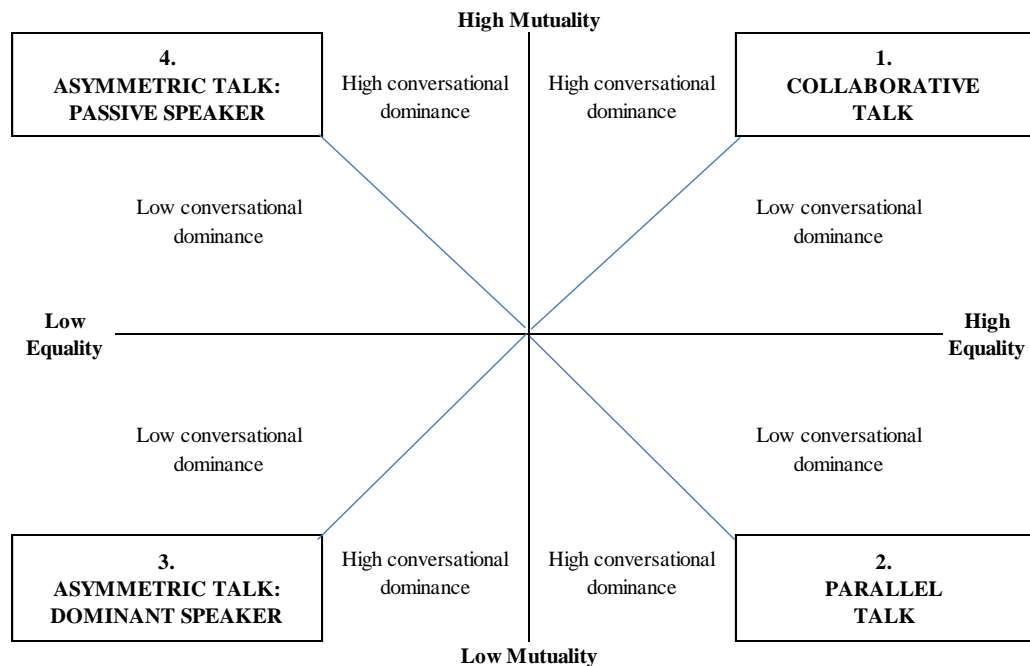 High Mutuality
4.
ASYMMETRIC TALK:
PASSIVE SPEAKER
High conversational
dominance
High conversational
dominance
1.
COLLABORATIVE
TALK
Low conversational
dominance
Low conversational
dominance
Low
Equality
High
Equality
Low conversational
dominance
Low conversational
dominance
3.
ASYMMETRIC TALK:
DOMINANT SPEAKER
High conversational
dominance
High conversational
dominance
2.
PARALLEL
TALK
Low Mutuality